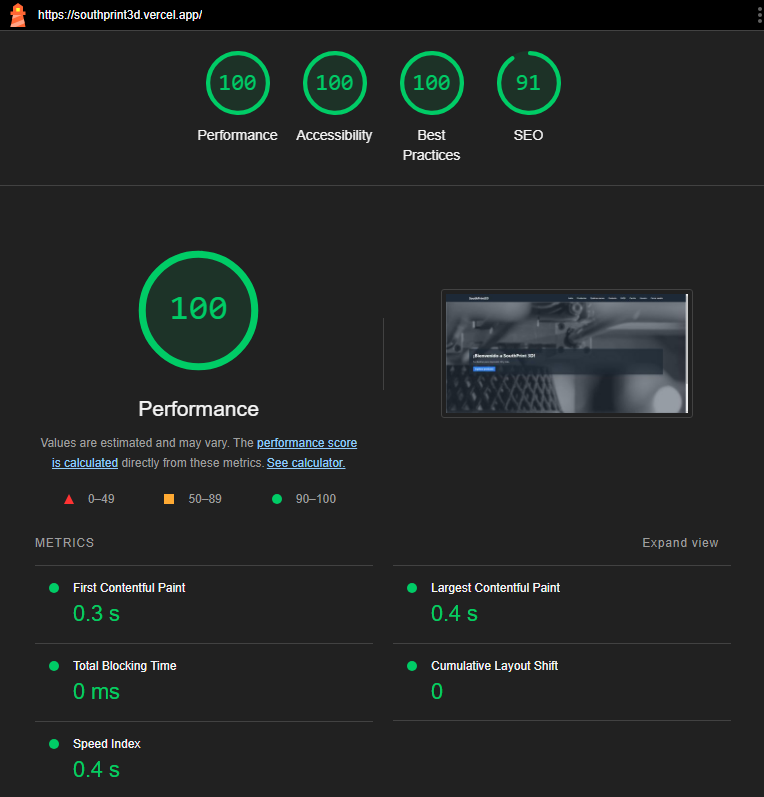 https://southprint3d.vercel.app/
100 100 100 91
Performance Accessibility Best Practices SEO
100
Performance
Values are estimated and may vary. The performance score
is calculated directly from these metrics. See calculator.
0–49 50–89 90–100
¡Bienvenido a SouthPrint 3D!
METRICS Expand view
First Contentful Paint
0.3 s
Largest Contentful Paint
0.4 s
Total Blocking Time
0 ms
Cumulative Layout Shift
0
Speed Index
0.4 s